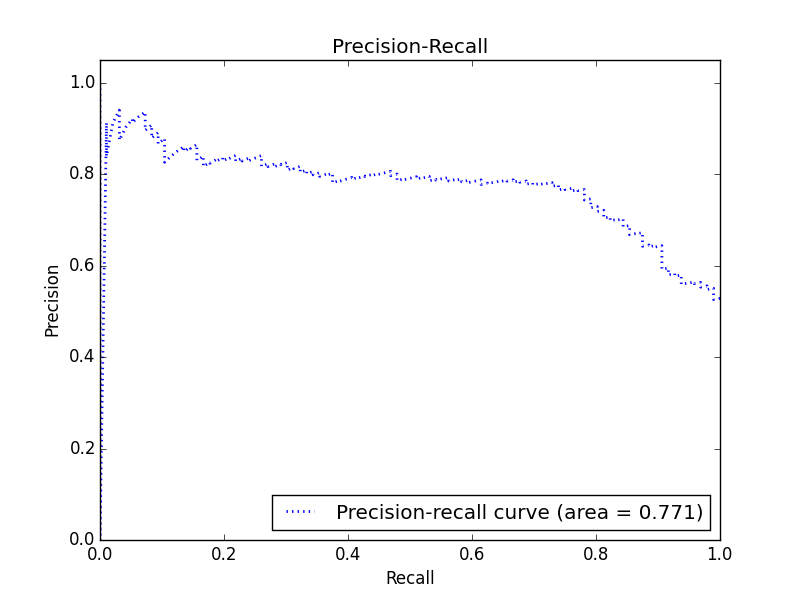 Precision-Recall
1.0
0.8
0.6
0.4
0.2
0.0
Precision
Precision-recall curve (area = 0.771)
0.0 0.2 0.4 0.6 0.8 1.0
Recall